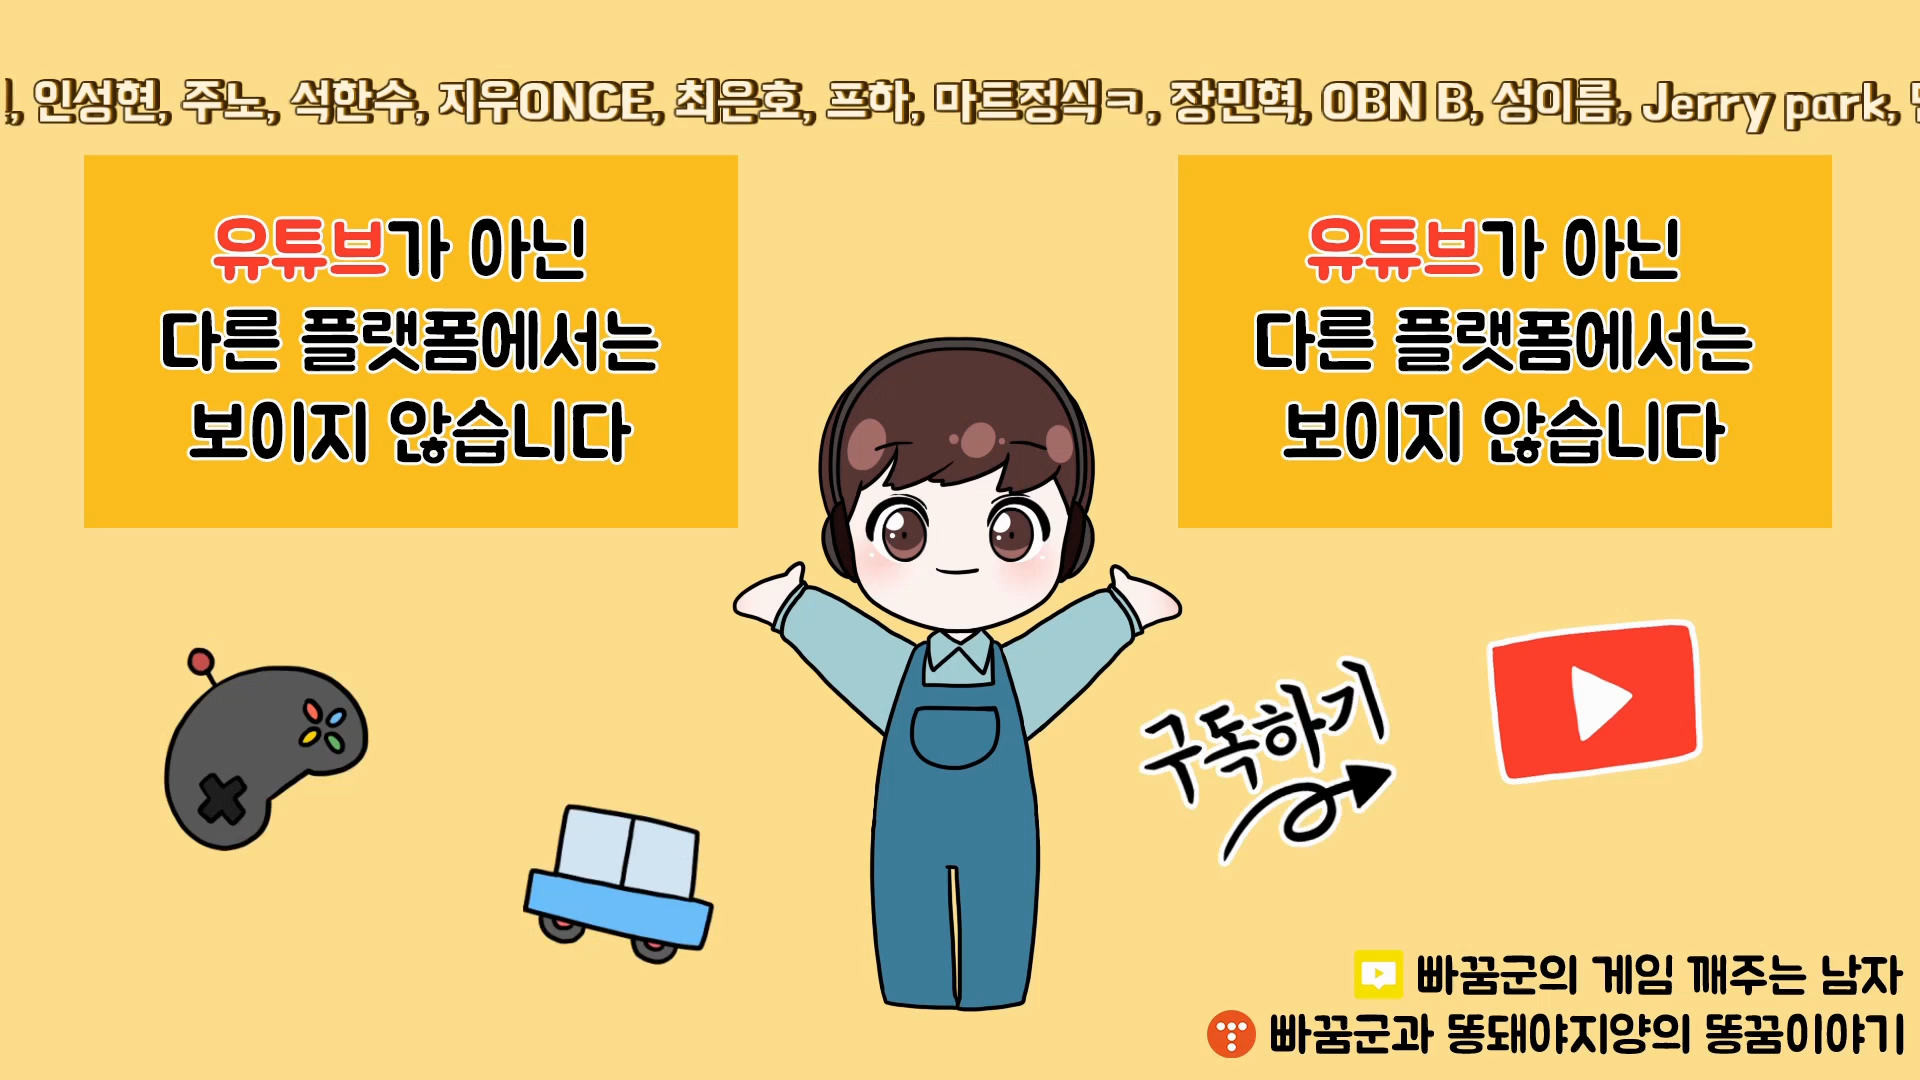 , 인성현, 주노, 석한수, 지유ONCE, 최은호, 프하, 마트정식ㅋ, 장민혁, OBN B, 성이름, Jerry park,
유튜브가 아닌
다른 플랫폼에서는
보이지 않습니다
유튜브가 아닌
다른 플랫폼에서는
보이지 않습니다
구독하기
빠꿈군의 게임 깨주는 남자
빠꿈군과 똥돼야지양의 똥꿈이야기